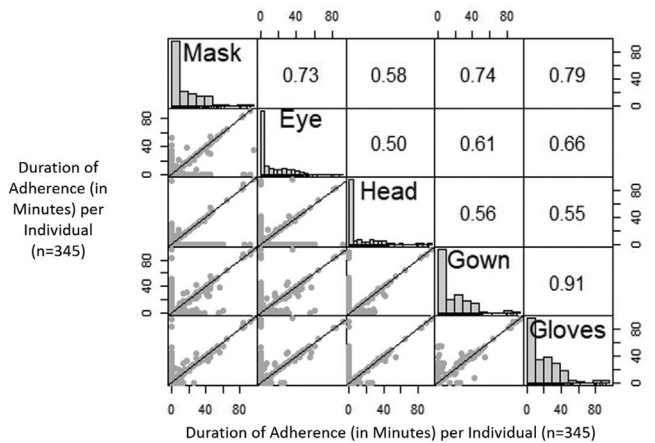 0 40 80 0 40 80
Mask 0.73 0.58 0.74 0.79 0 40 80
0 40 80 Eye 0.50 0.61 0.66
Head 0.56 0.55 0 40 80
0 40 80 Gown 0.91
Gloves 0 40 80
0 40 80 0 40 80 0 40 80
Duration of
Adherence (in
Minutes) per
Individual
(n=345)
Duration of Adherence (in Minutes) per Individual (n=345)